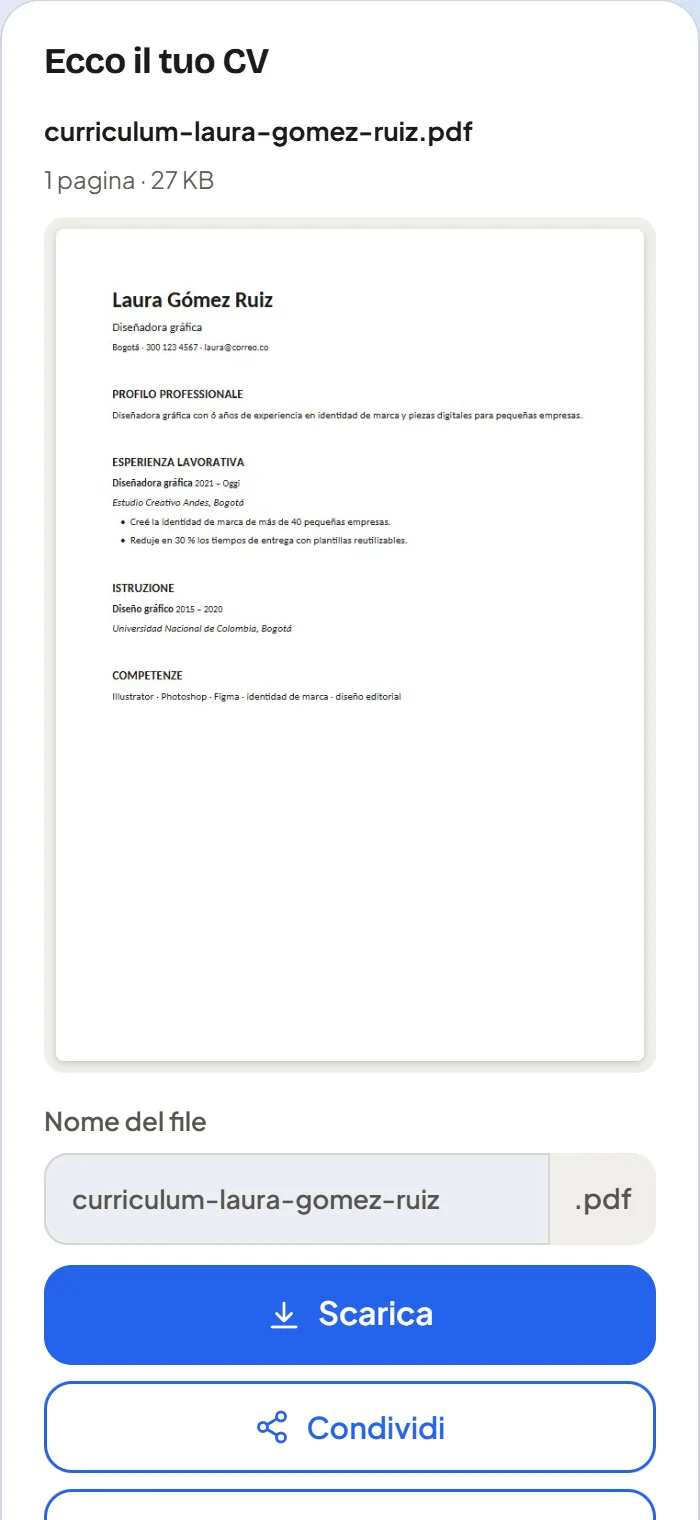 Ecco il tuo CV
curriculum-laura-gomez-ruiz.pdf
1 pagina · 27 KB
Laura Gómez Ruiz
Diseñadora gráfica
Bogotá · 300 123 4567 · laura@correo.co
PROFILO PROFESSIONALE
Diseñadora gráfica con 6 años de experiencia en identidad de marca y piezas digitales para pequeñas empresas.
ESPERIENZA LAVORATIVA
Diseñadora gráfica 2021 – Oggi
Estudio Creativo Andes, Bogotá
• Creé la identidad de marca de más de 40 pequeñas empresas.
• Reduje en 30 % los tiempos de entrega con plantillas reutilizables.
ISTRUZIONE
Diseño gráfico 2015 – 2020
Universidad Nacional de Colombia, Bogotá
COMPETENZE
Illustrator · Photoshop · Figma · identidad de marca · diseño editorial
Nome del file
curriculum-laura-gomez-ruiz .pdf
Scarica
Condividi